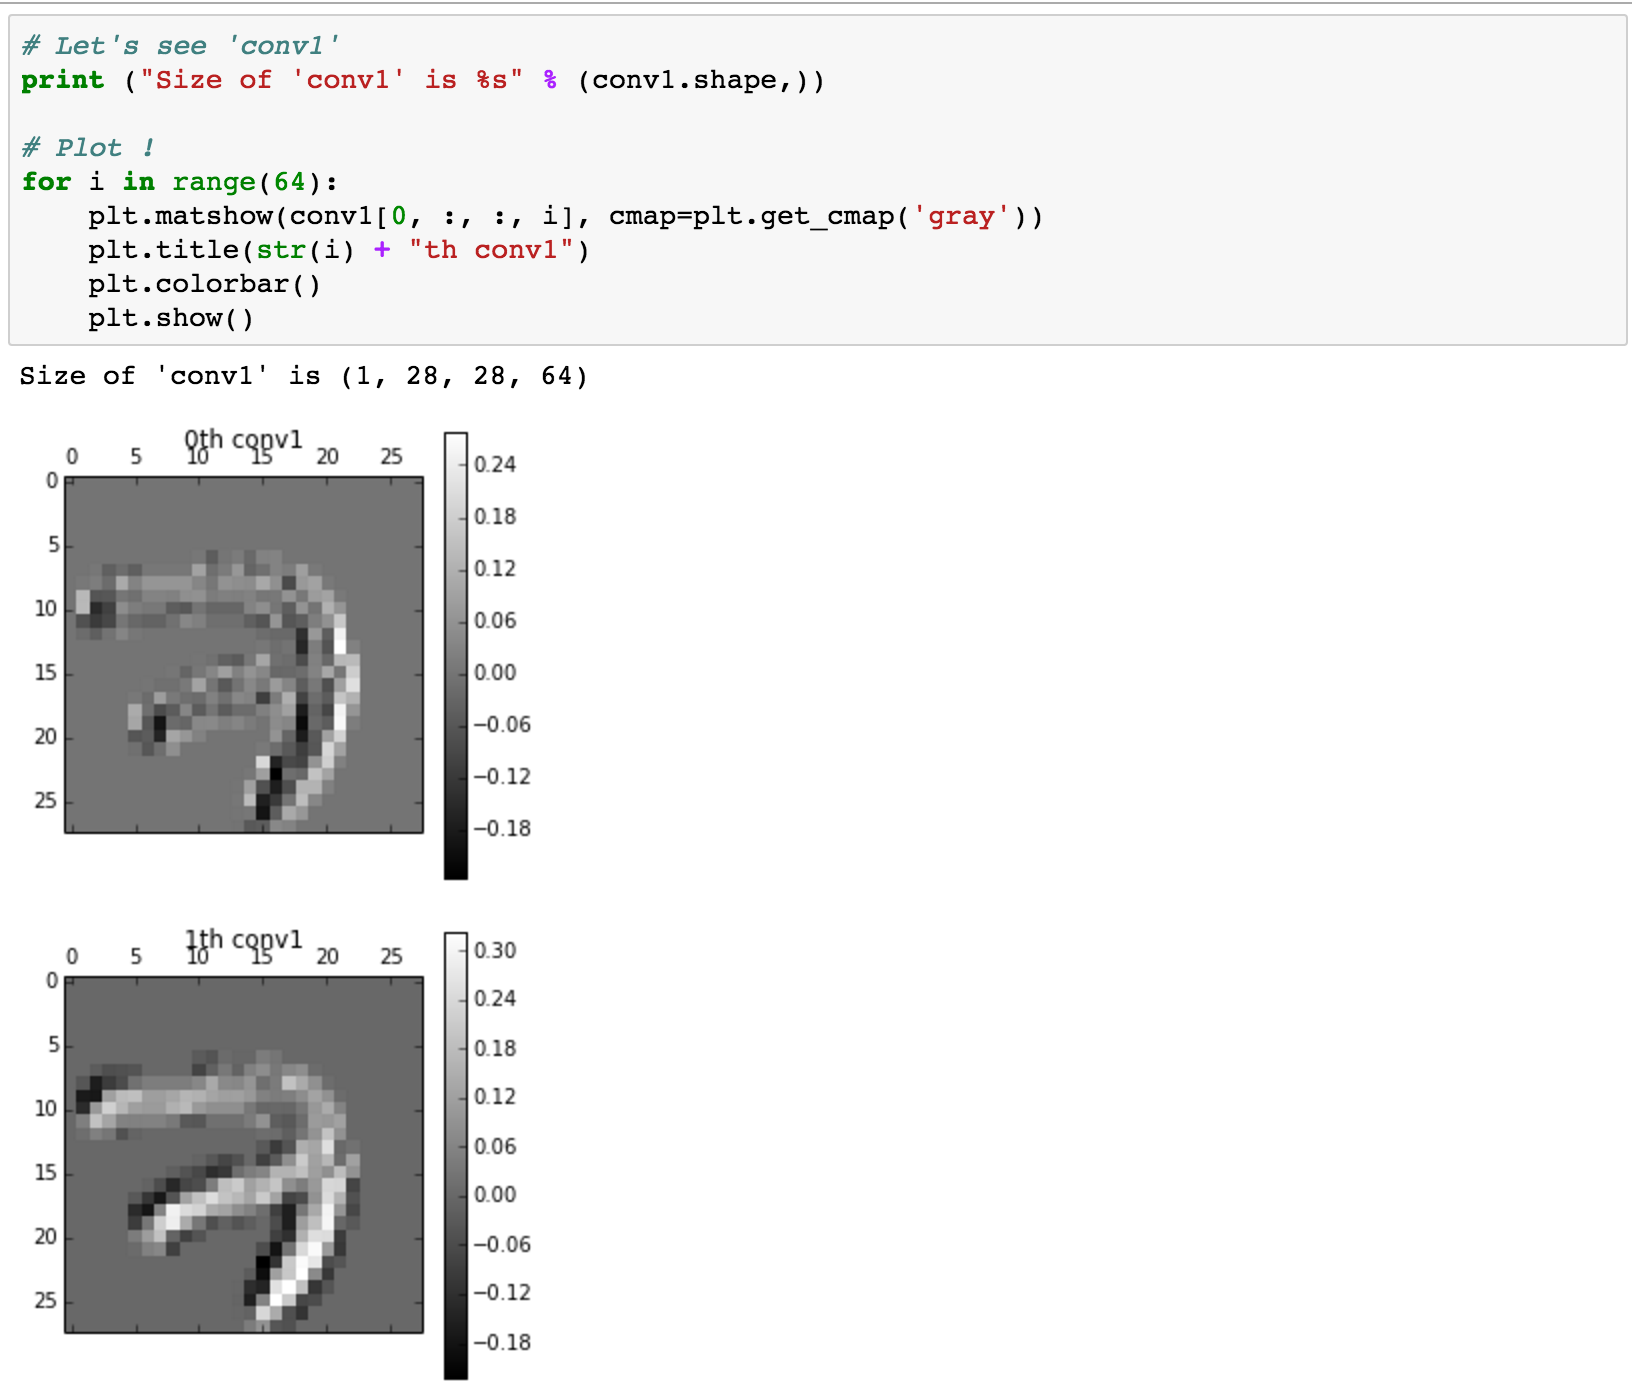 # Let's see 'conv1'
print ("Size of 'conv1' is %s" % (conv1.shape,))
# Plot !
for i in range(64):
    plt.matshow(conv1[0, :, :, i], cmap=plt.get_cmap('gray'))
    plt.title(str(i) + "th conv1")
    plt.colorbar()
    plt.show()
Size of 'conv1' is (1, 28, 28, 64)
0th conv1
0 5 10 15 20 25
0
5
10
15
20
25
0.24
0.18
0.12
0.06
0.00
−0.06
−0.12
−0.18
1th conv1
0 5 10 15 20 25
0
5
10
15
20
25
0.30
0.24
0.18
0.12
0.06
0.00
−0.06
−0.12
−0.18